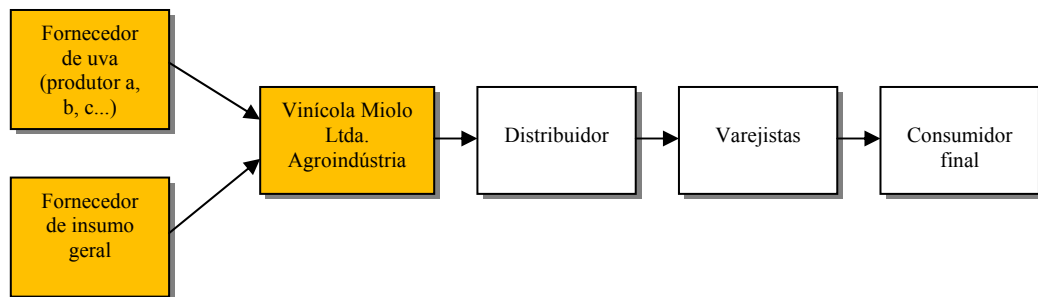 Fornecedor
de uva
(produtor a,
b, c...)
Vinícola Miolo
Ltda.
Agroindústria
Distribuidor
Varejistas
Consumidor
final
Fornecedor
de insumo
geral